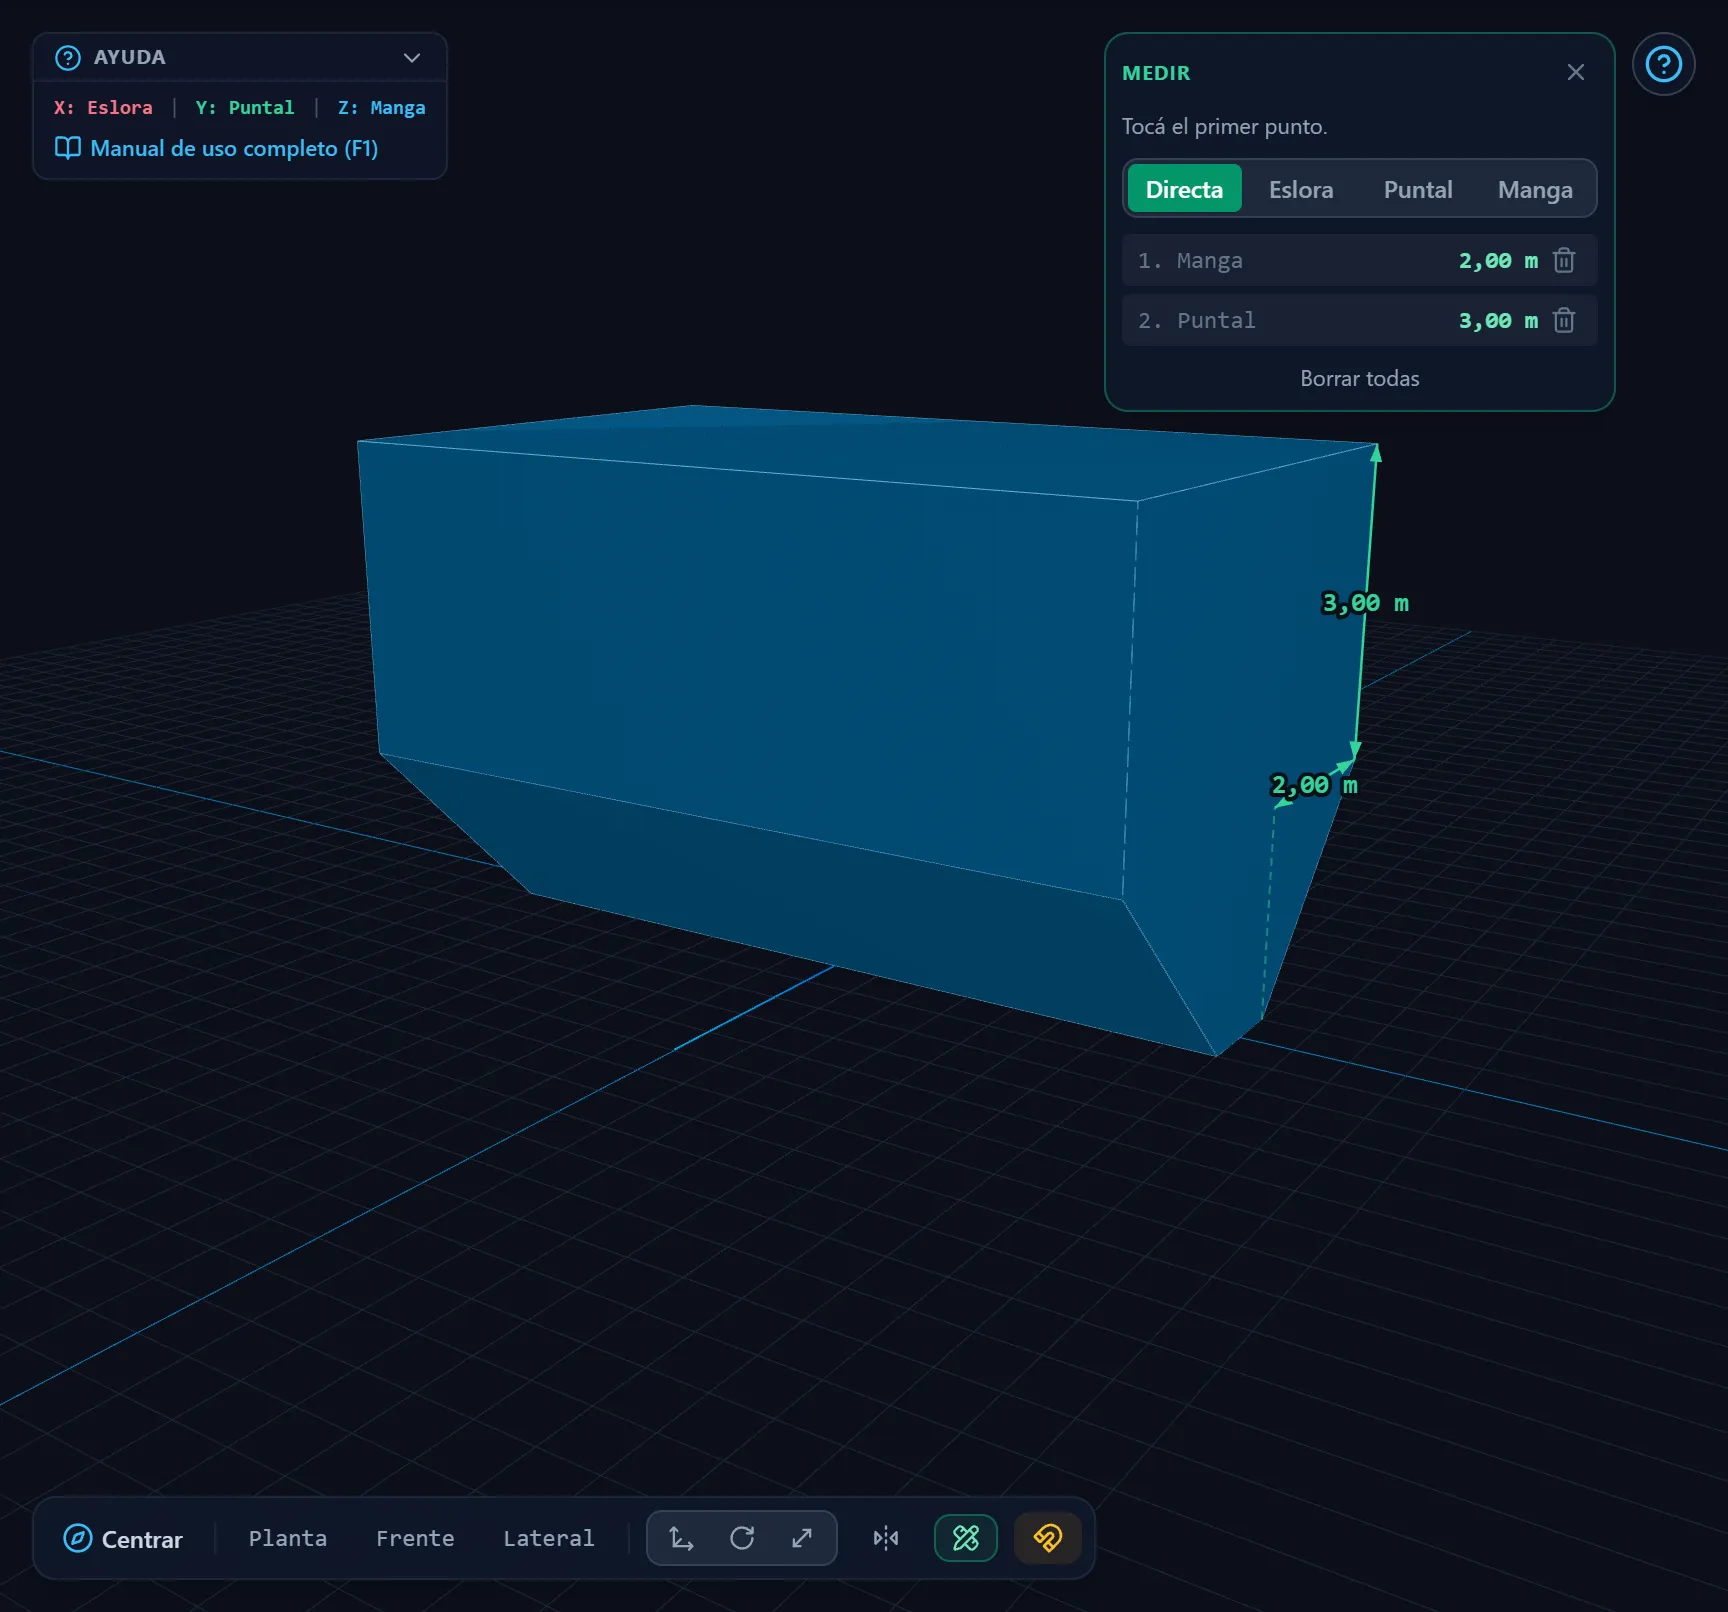 AYUDA
X: Eslora | Y: Puntal | Z: Manga
Manual de uso completo (F1)
MEDIR
Tocá el primer punto.
Directa Eslora Puntal Manga
1. Manga 2,00 m
2. Puntal 3,00 m
Borrar todas
3,00 m
2,00 m
Centrar Planta Frente Lateral